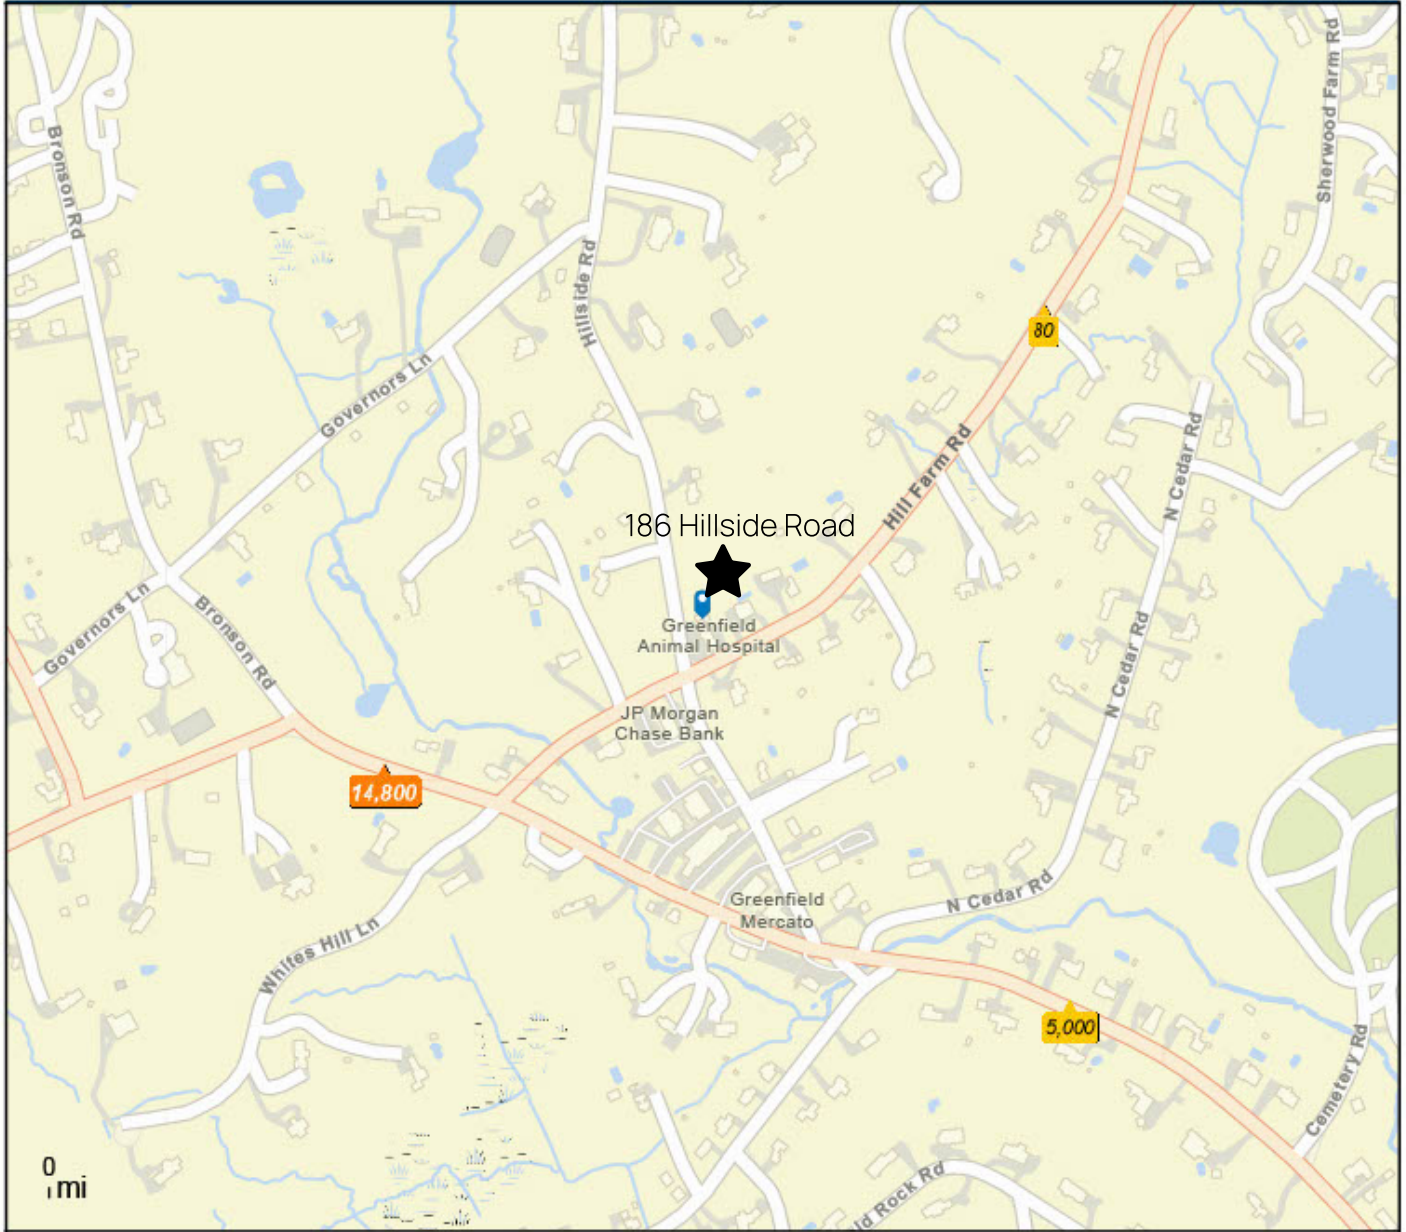 Bronson Rd
Sherwood Farm Rd
Hillside Rd
80
Governors Ln
Hill Farm Rd
N Cedar Rd
186 Hillside Road
Greenfield
Animal Hospital
Governors Ln
Bronson Rd
N Cedar Rd
JP Morgan
Chase Bank
14,800
Greenfield
Mercato
N Cedar Rd
Whites Hill Ln
5,000
Cemetery Rd
0
mi
ld Rock Rd